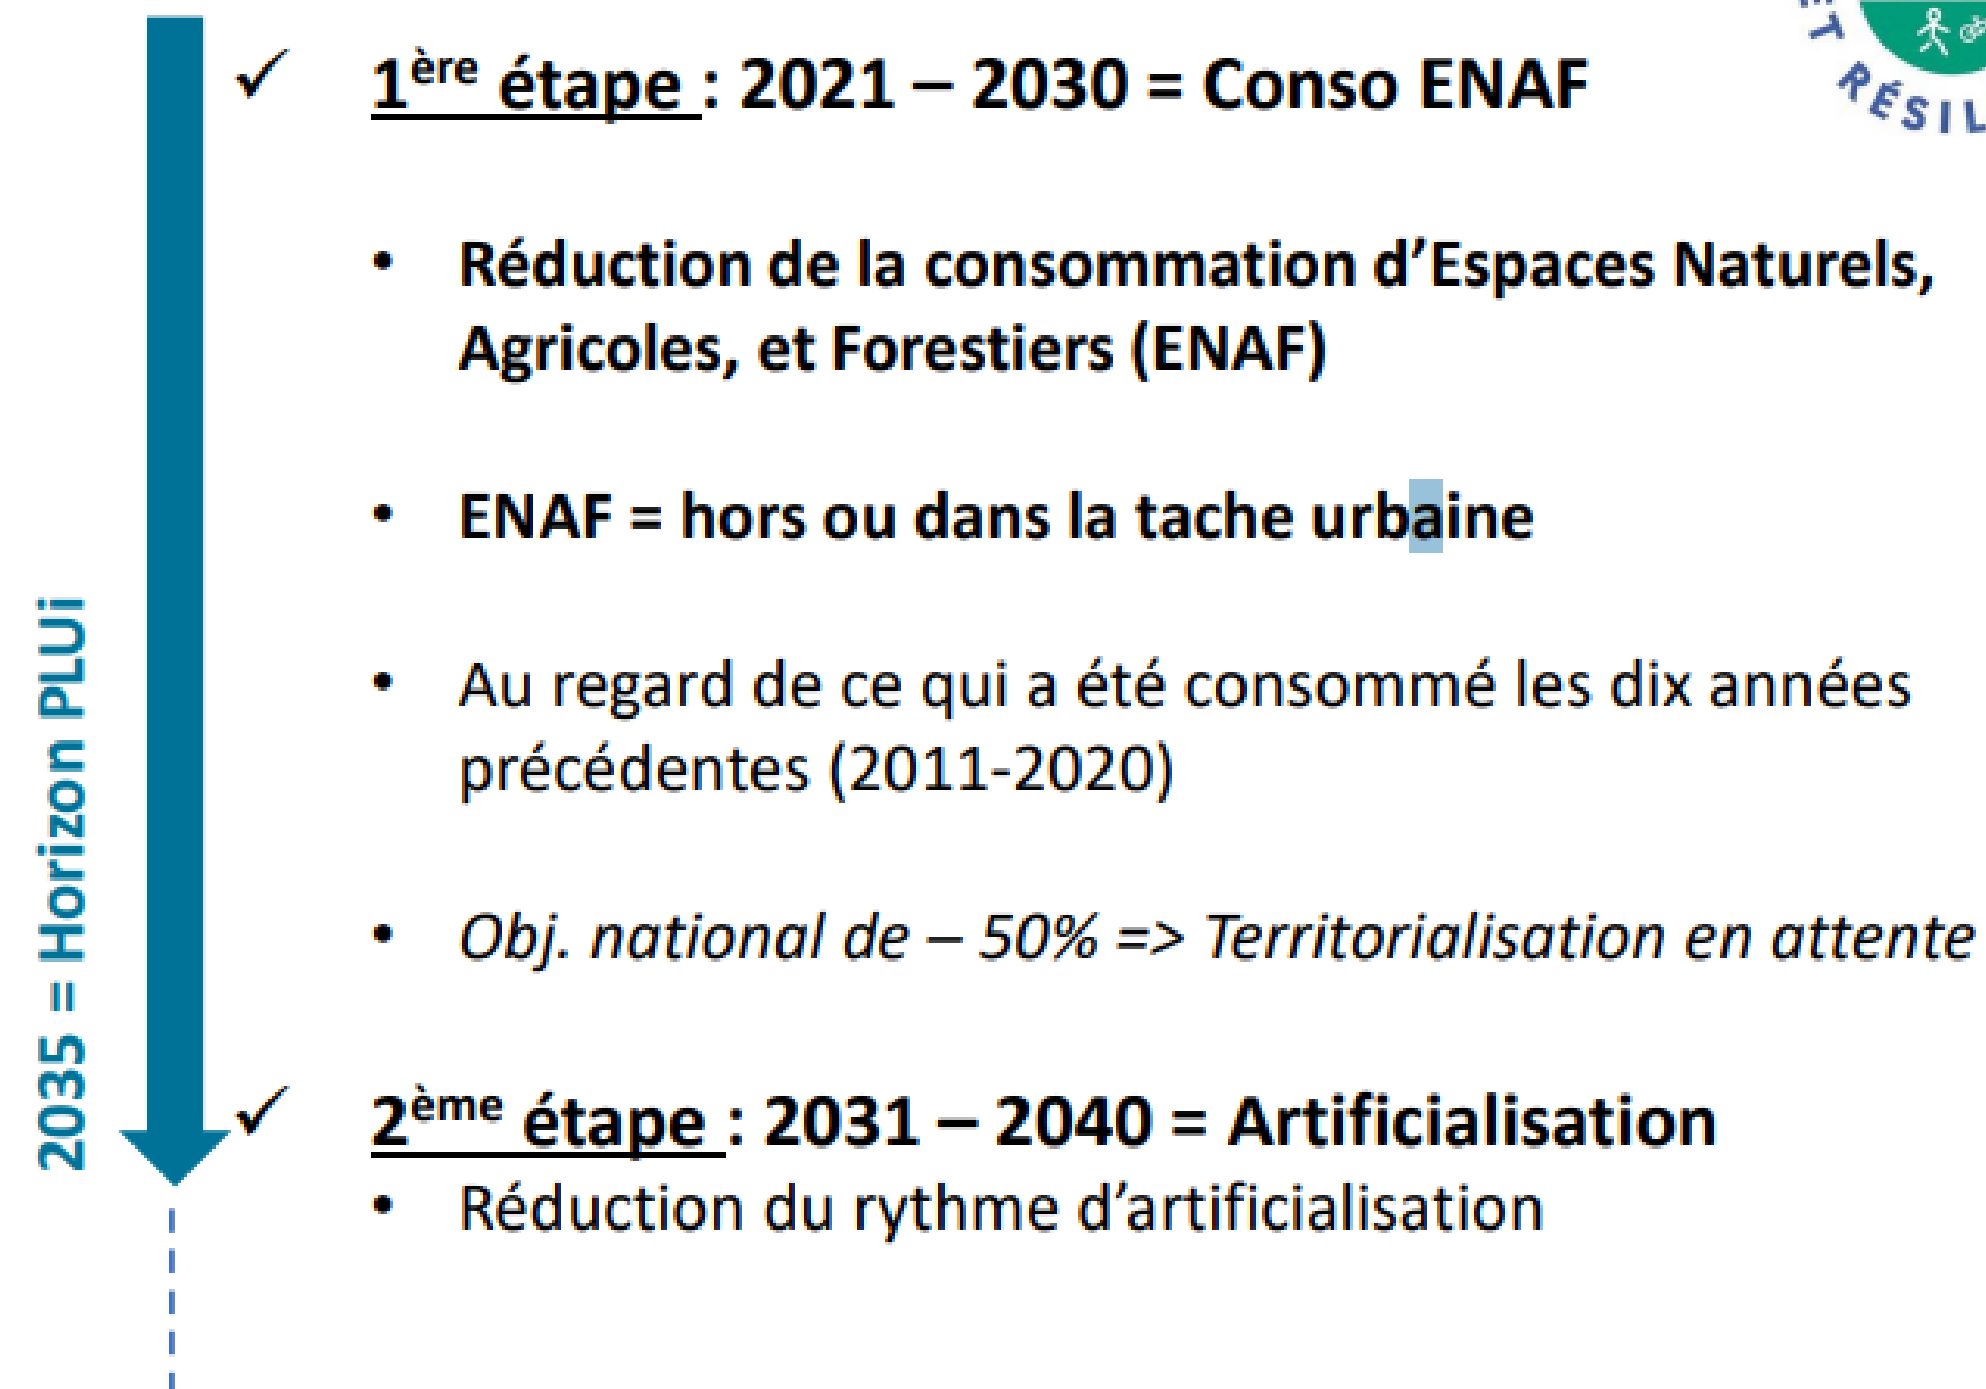 1ère étape : 2021 – 2030 = Conso ENAF
• Réduction de la consommation d’Espaces Naturels,
Agricoles, et Forestiers (ENAF)
• ENAF = hors ou dans la tache urbaine
• Au regard de ce qui a été consommé les dix années
précédentes (2011-2020)
• Obj. national de – 50% => Territorialisation en attente
2ème étape : 2031 – 2040 = Artificialisation
• Réduction du rythme d’artificialisation
2035 = Horizon PLUi
ET RÉSIL